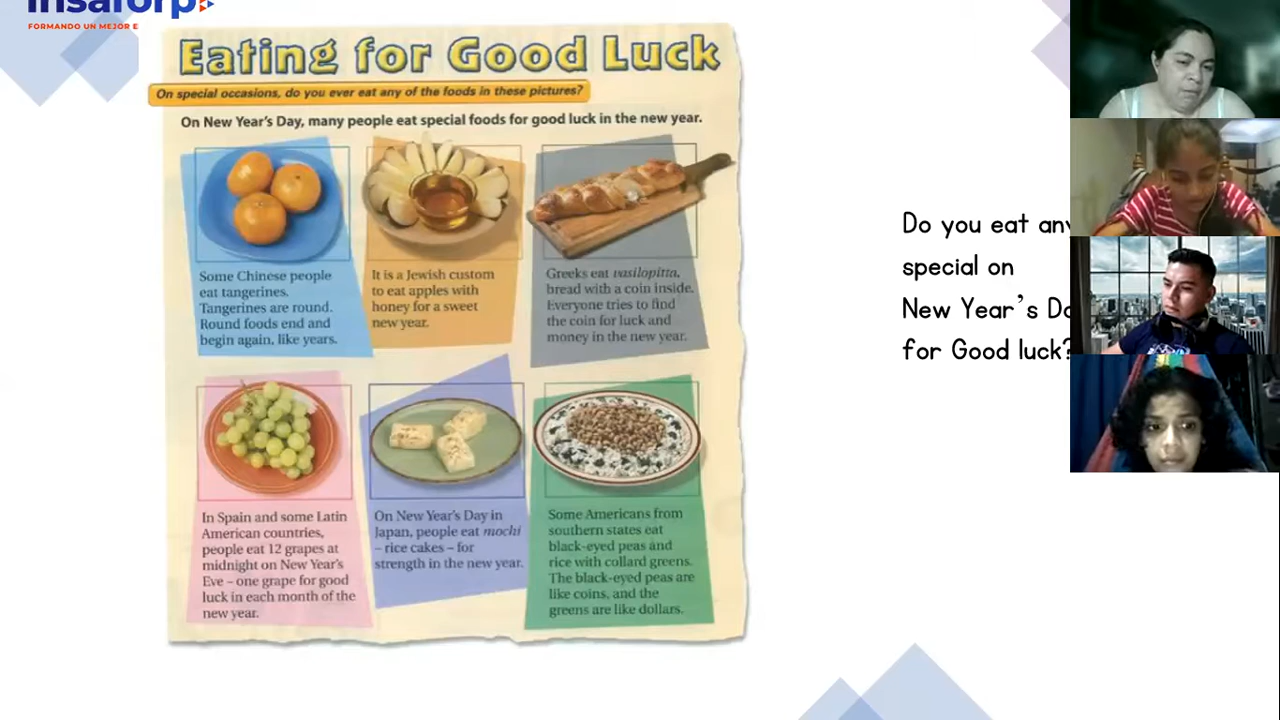 insaforp
FORMANDO UN MEJOR E
Eating for Good Luck
On special occasions, do you ever eat any of the foods in these pictures?
On New Year's Day, many people eat special foods for good luck in the new year.
Some Chinese people
eat tangerines.
Tangerines are round.
Round foods end and
begin again, like years.
It is a Jewish custom
to eat apples with
honey for a sweet
new year.
Greeks eat vasilopitta,
bread with a coin inside.
Everyone tries to find
the coin for luck and
money in the new year.
In Spain and some Latin
American countries,
people eat 12 grapes at
midnight on New Year's
Eve – one grape for good
luck in each month of the
new year.
On New Year's Day in
Japan, people eat mochi
– rice cakes – for
strength in the new year.
Some Americans from
southern states eat
black-eyed peas and
rice with collard greens.
The black-eyed peas are
like coins, and the
greens are like dollars.
Do you eat any
special on
New Year's Da
for Good luck?